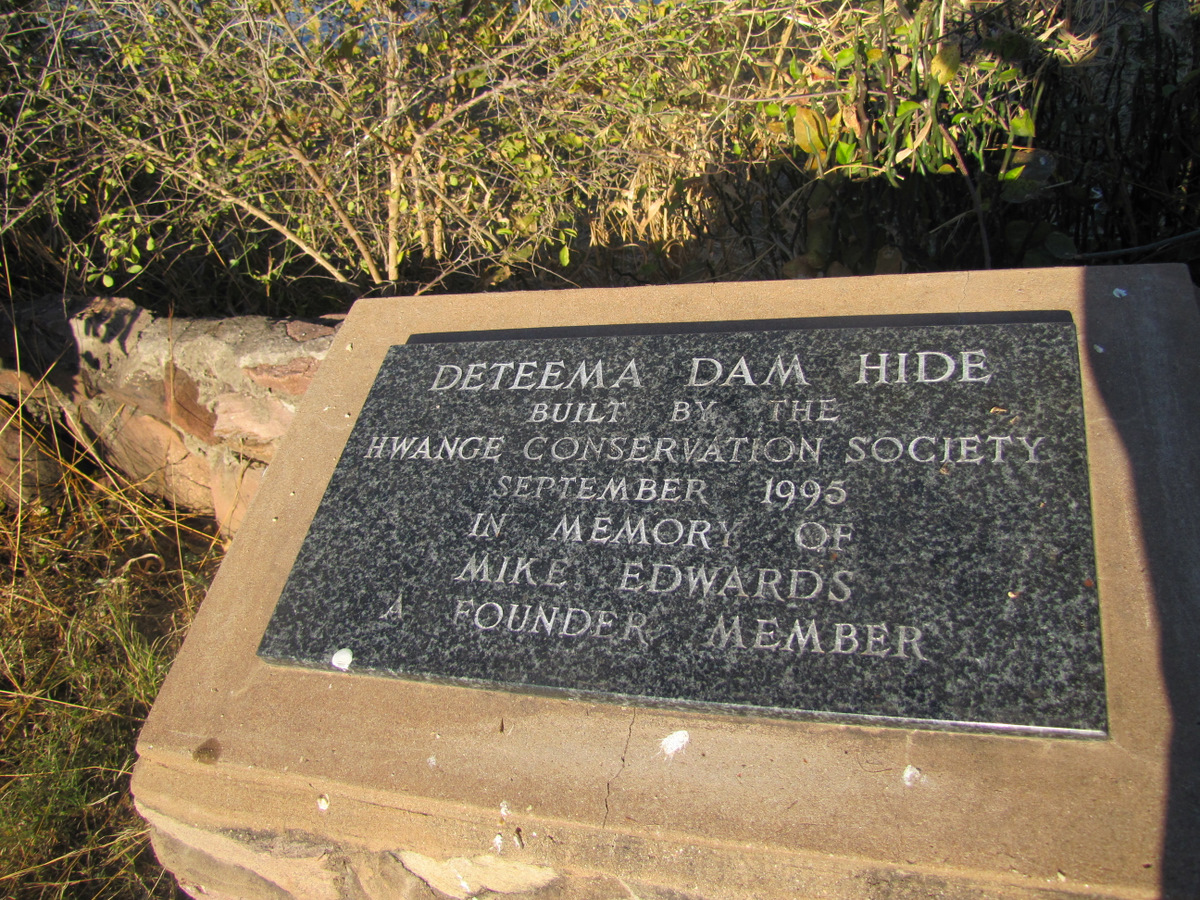 DETEEMA DAM HIDE
BUILT BY THE
HWANGE CONSERVATION SOCIETY
SEPTEMBER 1995
IN MEMORY OF
MIKE EDWARDS
A FOUNDER MEMBER